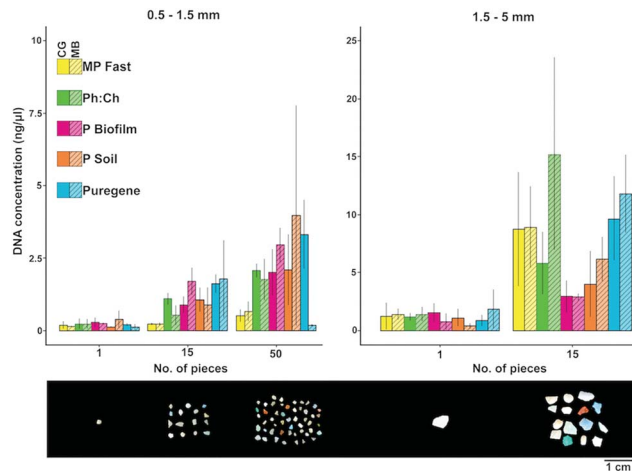 0.5 - 1.5 mm
1.5 - 5 mm
DNA concentration (ng/µl)
10
7.5
5
2.5
0
CG
MB
MP Fast
Ph:Ch
P Biofilm
P Soil
Puregene
1
15
50
No. of pieces
25
20
15
10
5
0
1
15
No. of pieces
1 cm